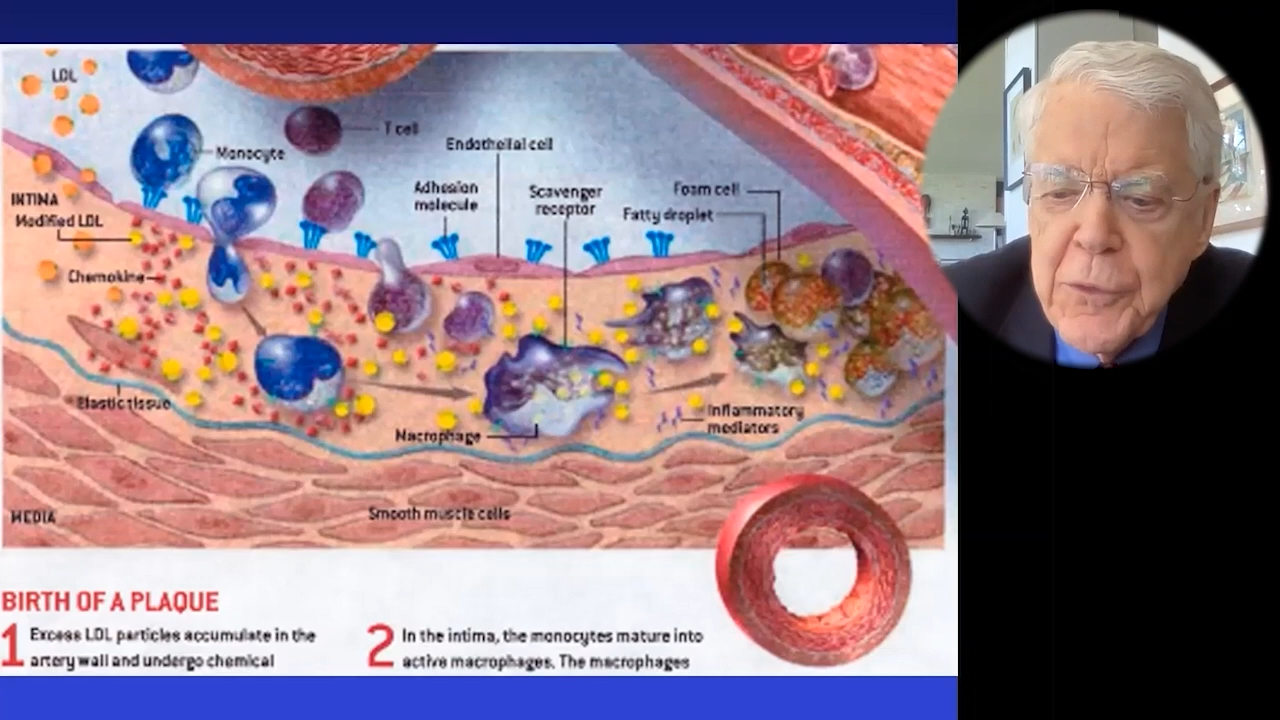 LDL
T cell
Monocyte
Endothelial cell
Adhesion
molecule
Scavenger
receptor
Foam cell
Fatty droplet
INTIMA
Modified LDL
Chemokine
Elastic tissue
Macrophage
Inflammatory
mediators
MEDIA
Smooth muscle cells
BIRTH OF A PLAQUE
1 Excess LDL particles accumulate in the
artery wall and undergo chemical
2 In the intima, the monocytes mature into
active macrophages. The macrophages